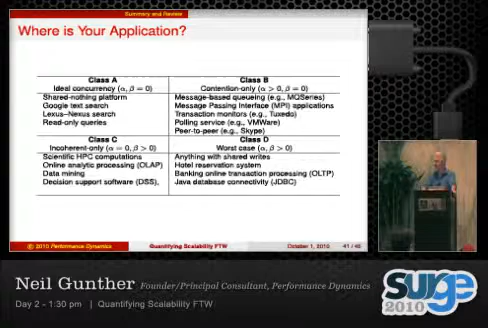 Summary and Review
Where is Your Application?
Class A
Ideal concurrency (α, β = 0)
Shared-nothing platform
Google text search
Lexus–Nexus search
Read-only queries
Class B
Contention-only (α > 0, β = 0)
Message-based queueing (e.g., MQSeries)
Message Passing Interface (MPI) applications
Transaction monitors (e.g., Tuxedo)
Polling service (e.g., VMWare)
Peer-to-peer (e.g., Skype)
Class C
Incoherent-only (α = 0, β > 0)
Scientific HPC computations
Online analytic processing (OLAP)
Data mining
Decision support software (DSS),
Class D
Worst case (α, β > 0)
Anything with shared writes
Hotel reservation system
Banking online transaction processing (OLTP)
Java database connectivity (JDBC)
© 2010 Performance Dynamics
Quantifying Scalability FTW
October 1, 2010
41 / 45
Neil Gunther Founder/Principal Consultant, Performance Dynamics
Day 2 - 1:30 pm | Quantifying Scalability FTW
surge
2010